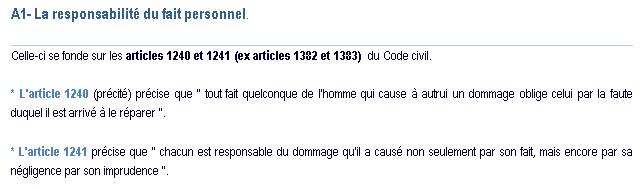 A1- La responsabilité du fait personnel.
Celle-ci se fonde sur les articles 1240 et 1241 (ex articles 1382 et 1383) du Code civil.
* L'article 1240 (précité) précise que " tout fait quelconque de l'homme qui cause à autrui un dommage oblige celui par la faute
duquel il est arrivé à le réparer ".
* L'article 1241 précise que " chacun est responsable du dommage qu'il a causé non seulement par son fait, mais encore par sa
négligence par son imprudence ".